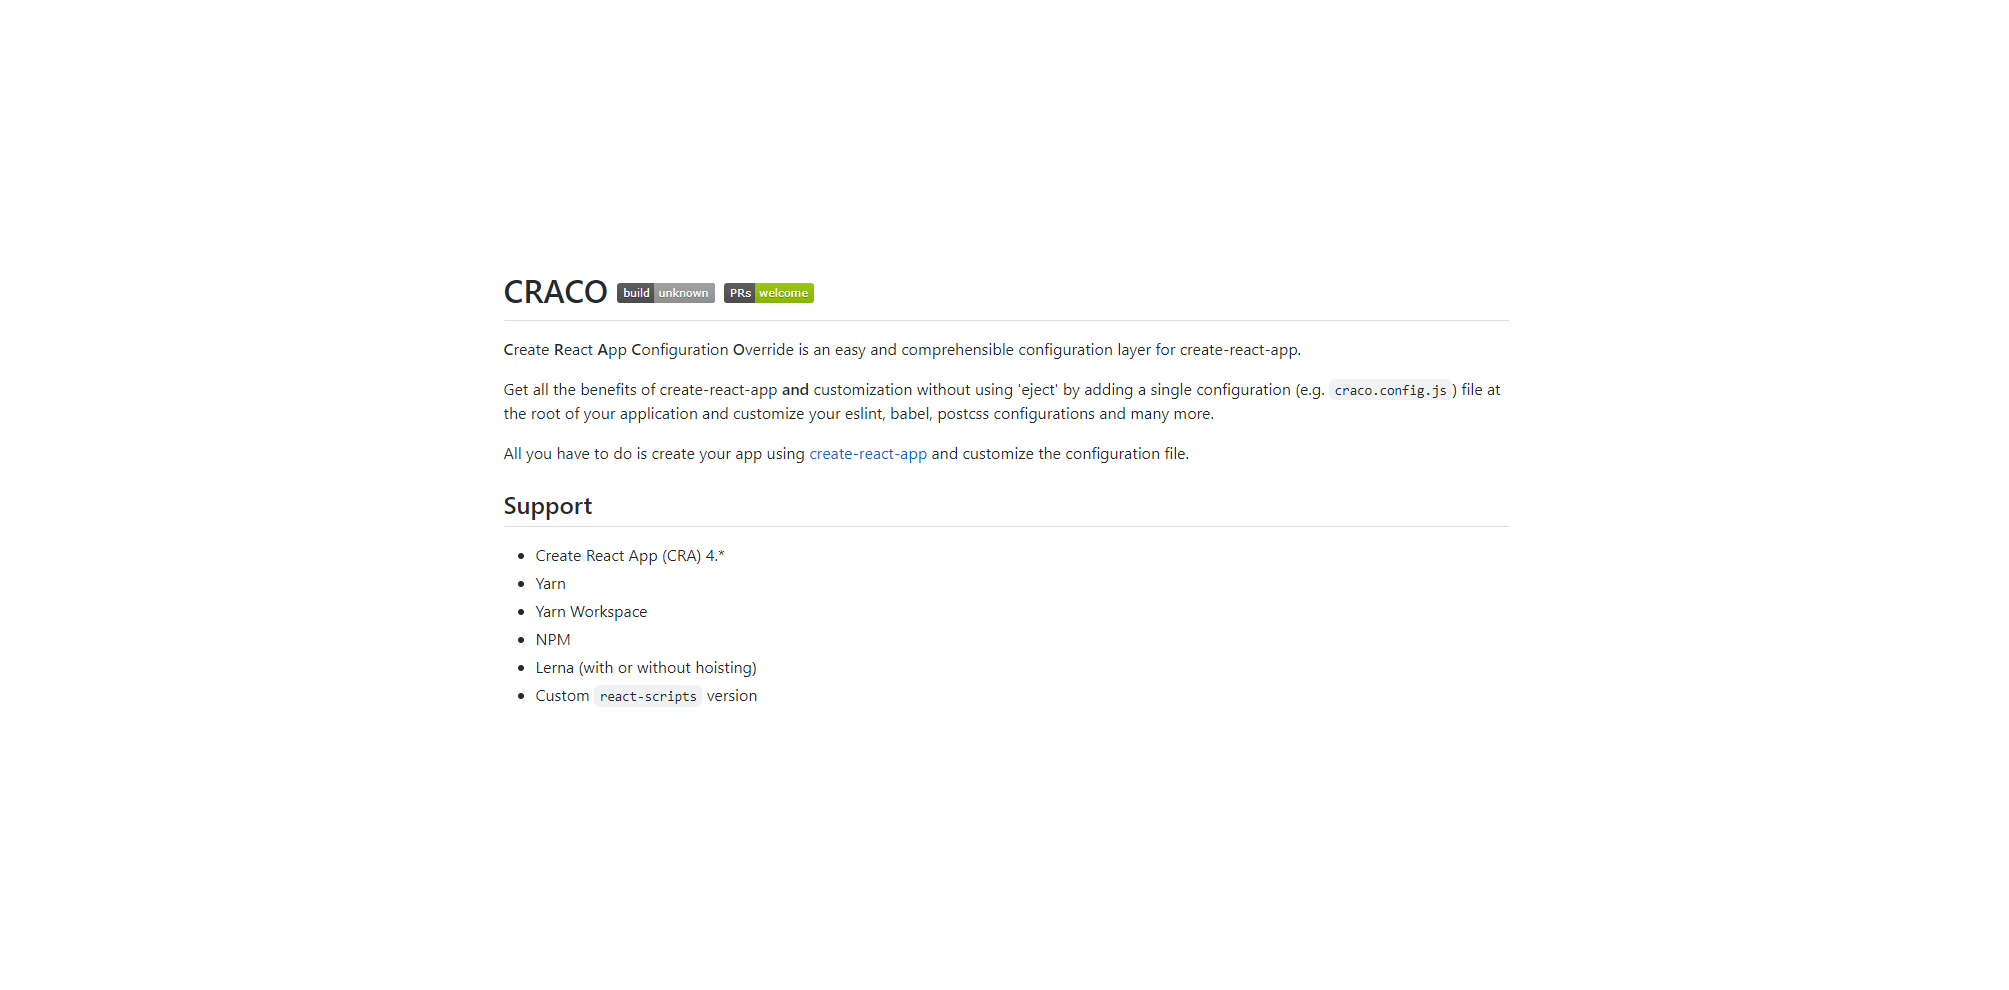 CRACO build unknown PRs welcome
Create React App Configuration Override is an easy and comprehensible configuration layer for create-react-app.
Get all the benefits of create-react-app and customization without using 'eject' by adding a single configuration (e.g. craco.config.js) file at
the root of your application and customize your eslint, babel, postcss configurations and many more.
All you have to do is create your app using create-react-app and customize the configuration file.
Support
• Create React App (CRA) 4.*
• Yarn
• Yarn Workspace
• NPM
• Lerna (with or without hoisting)
• Custom react-scripts version